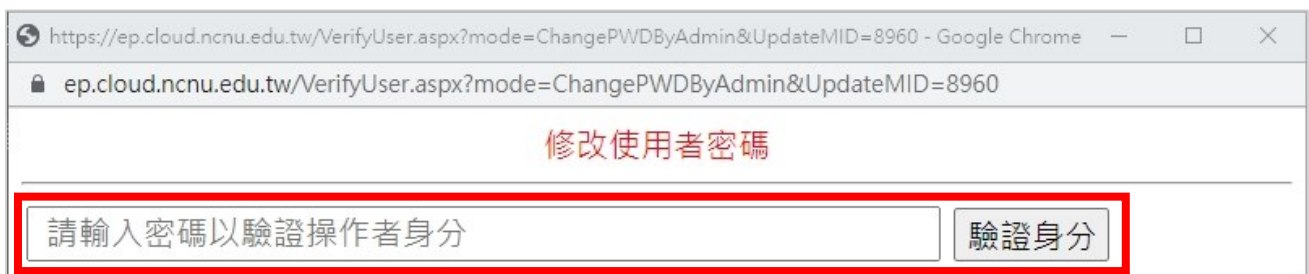 https://ep.cloud.ncnu.edu.tw/VerifyUser.aspx?mode=ChangePWDByAdmin&UpdateMID=8960 - Google Chrome
ep.cloud.ncnu.edu.tw/VerifyUser.aspx?mode=ChangePWDByAdmin&UpdateMID=8960
修改使用者密碼
請輸入密碼以驗證操作者身分 驗證身分